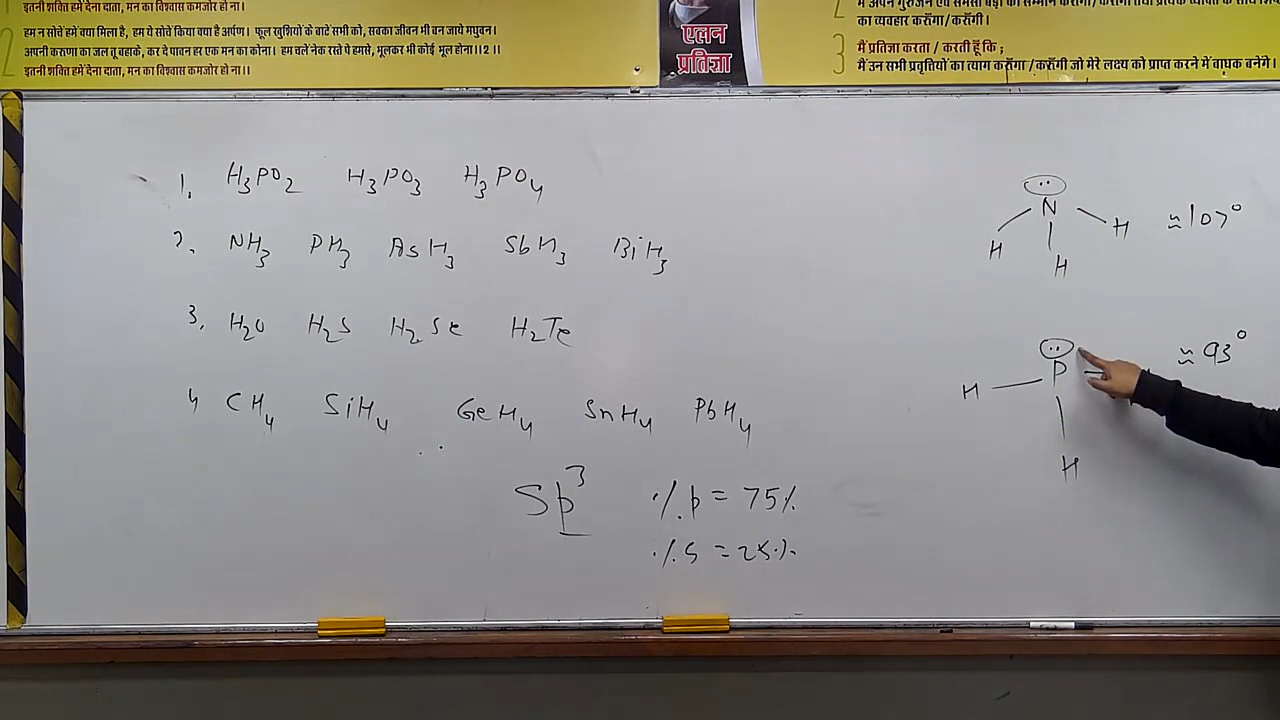 इतनी शक्ति हमें देना दाता, मन का विश्वास कमजोर हो ना।
हम न सोचें हमें क्या मिला है, हम ये सोचें किया क्या है अर्पण। फूल खुशियों के बाटे सभी को, सबका जीवन भी बन जाये मधुवन।
2 अपनी करुणा का जल तू बहाके, कर दे पावन हर एक मन का कोना। हम चलें नेक रस्ते पे हमसे, भूलकर भी कोई भूल होना।।2।।
इतनी शक्ति हमें देना दाता, मन का विश्वास कमजोर हो ना।।
एलन
प्रतिज्ञा
2
का व्यवहार करूँगा/करूँगी।
3 मैं प्रतिज्ञा करता / करती हूँ कि ;
मैं उन सभी प्रवृत्तियों का त्याग करूँगा /करूँगी जो मेरे लक्ष्य को प्राप्त करने में बाधक बनेंगे।
1. H₃PO₂ H₃PO₃ H₃PO₄
2. NH₃ PH₃ AsH₃ SbH₃ BiH₃
3. H₂O H₂S H₂Se H₂Te
4 CH₄ SiH₄ GeH₄ SnH₄ PbH₄
Sp³ %p = 75%
%S = 25%
N
H H H ≈107°
P ≈93°
H
H